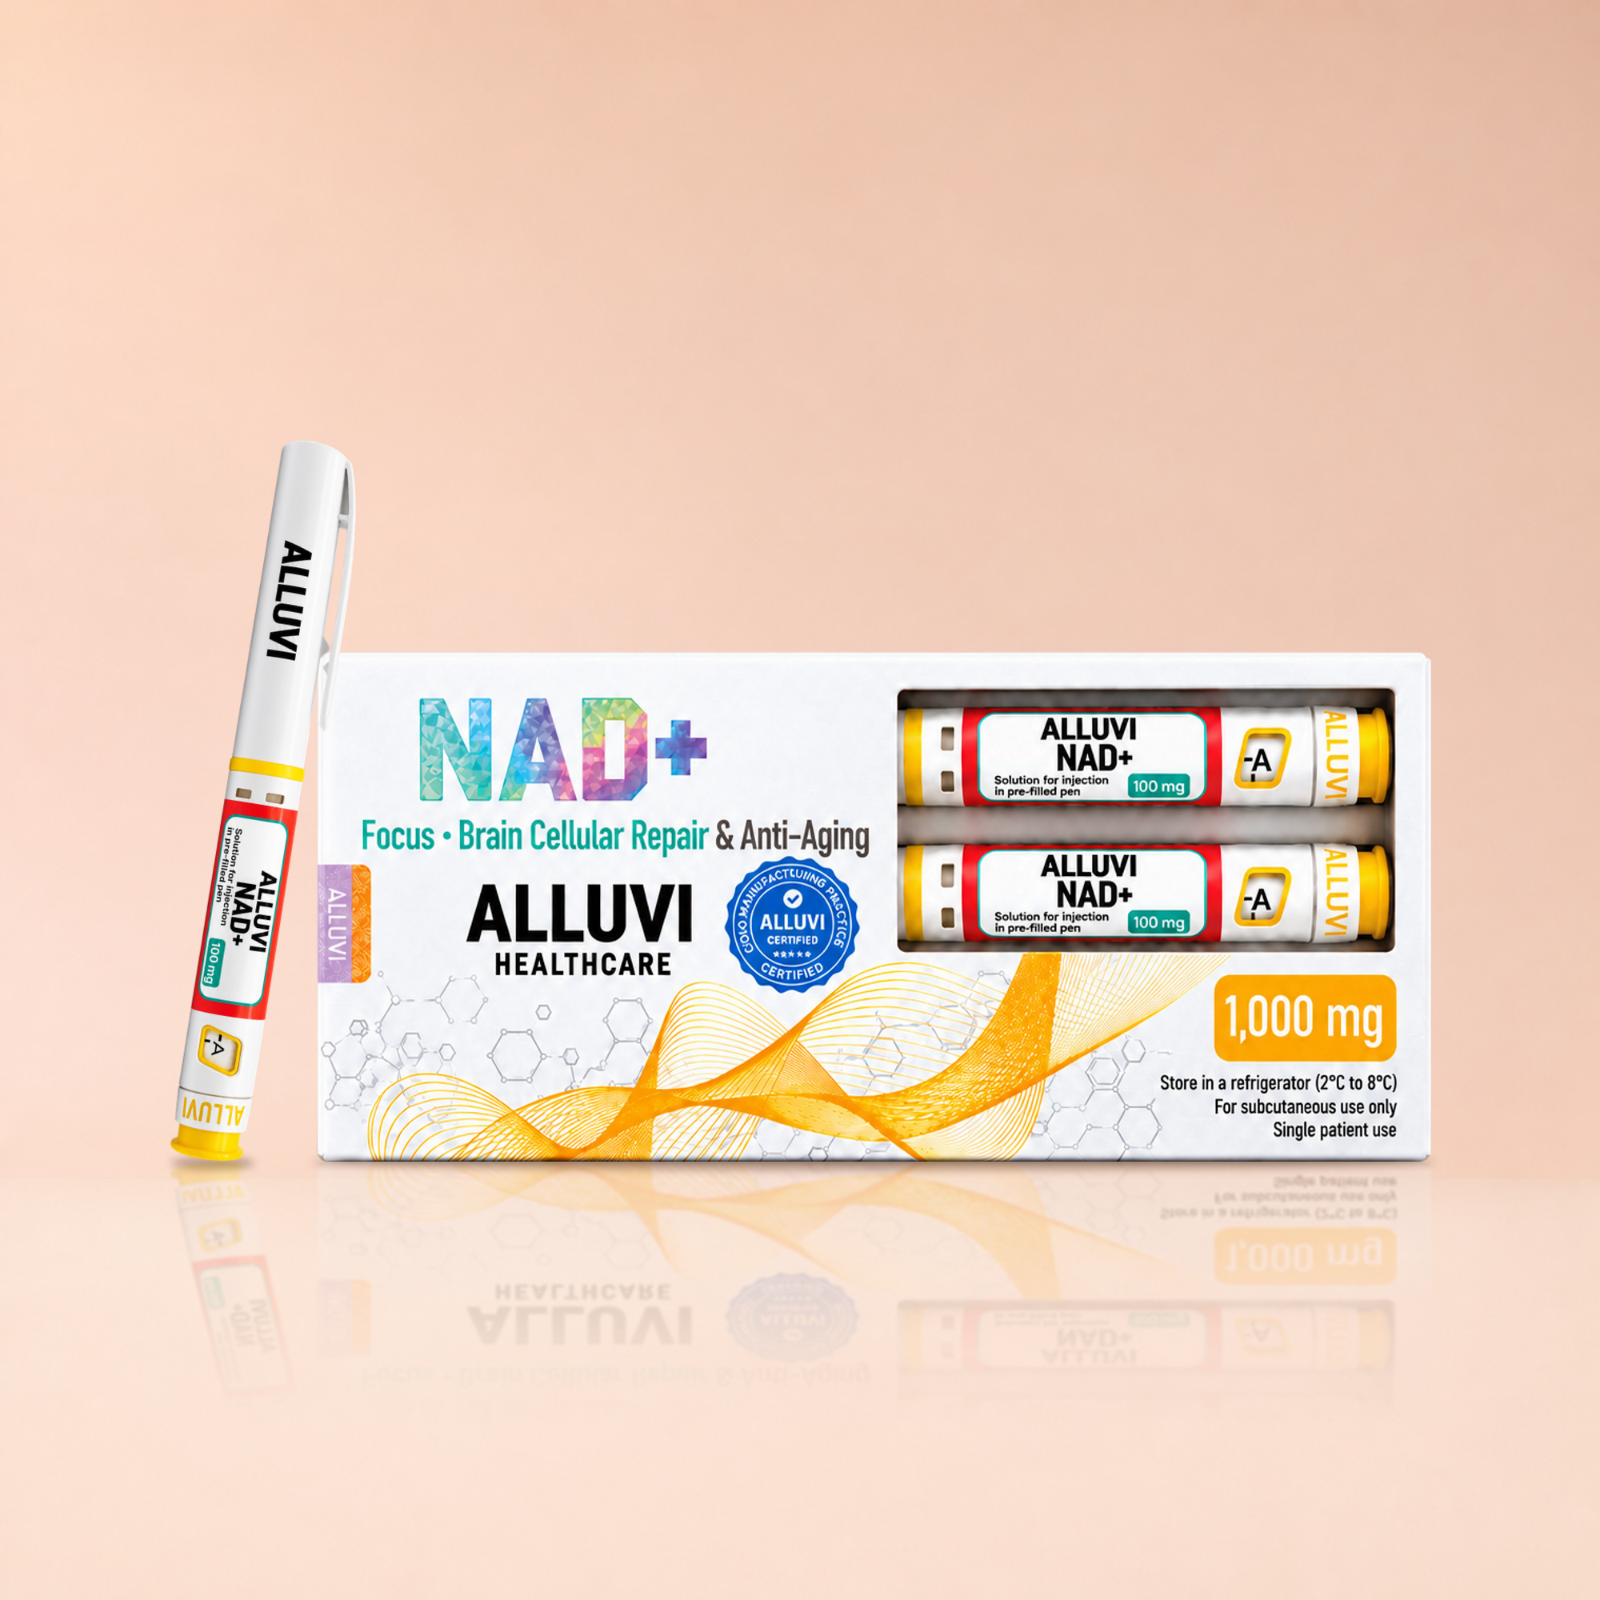 ALLUVI
ALLUVI
NAD+
Solution for injection
in pre-filled pen
100 mg
-A
ALLUVI
NAD+
Focus • Brain Cellular Repair & Anti-Aging
ALLUVI
HEALTHCARE
ALLUVI
ALLUVI
CERTIFIED
CERTIFIED
ALLUVI
NAD+
Solution for injection
in pre-filled pen
100 mg
-A
ALLUVI
ALLUVI
NAD+
Solution for injection
in pre-filled pen
100 mg
-A
ALLUVI
1,000 mg
Store in a refrigerator (2°C to 8°C)
For subcutaneous use only
Single patient use